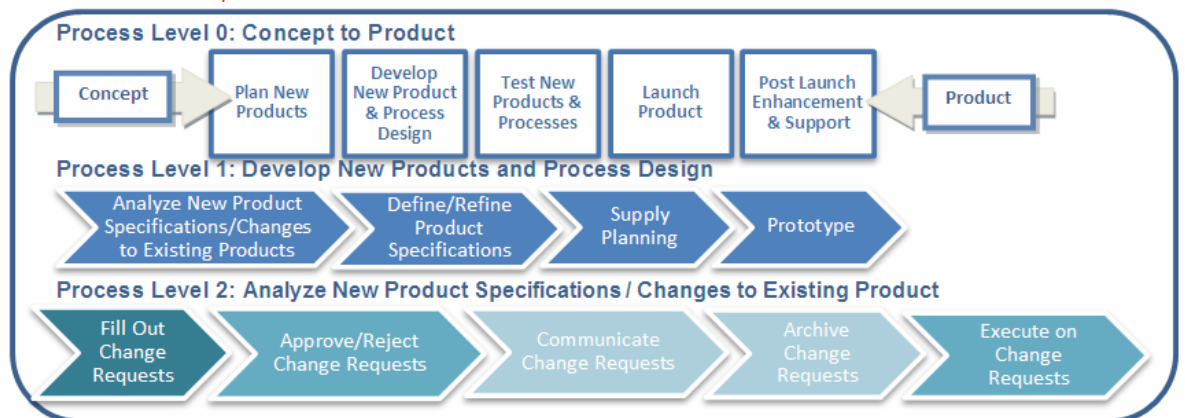 Process Level 0: Concept to Product
Concept
Plan New
Products
Develop
New Product
& Process
Design
Test New
Products &
Processes
Launch
Product
Post Launch
Enhancement
& Support
Product
Process Level 1: Develop New Products and Process Design
Analyze New Product
Specifications/Changes
to Existing Products
Define/Refine
Product
Specifications
Supply
Planning
Prototype
Process Level 2: Analyze New Product Specifications / Changes to Existing Product
Fill Out
Change
Requests
Approve/Reject
Change Requests
Communicate
Change Requests
Archive
Change
Requests
Execute on
Change
Requests